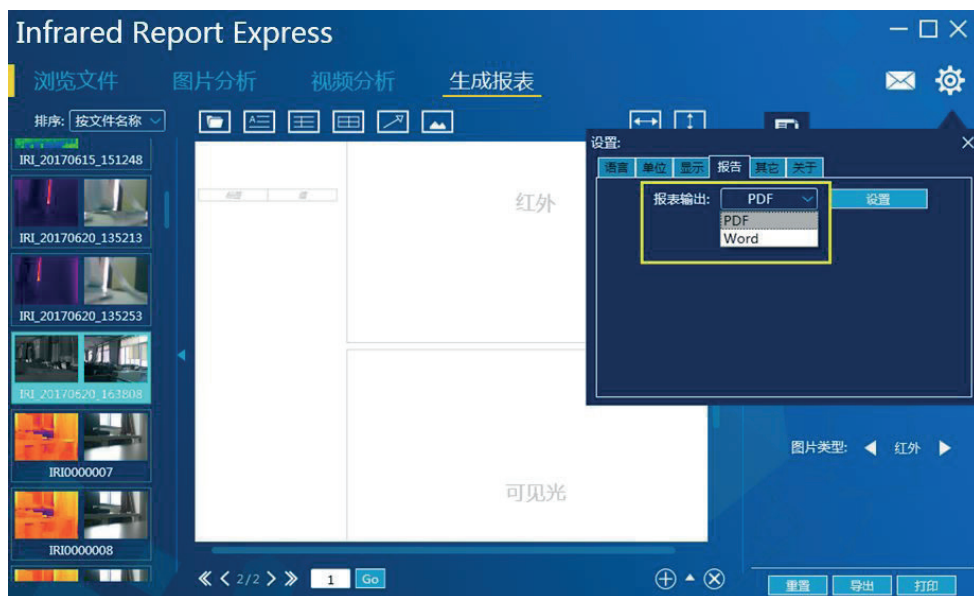 Infrared Report Express
浏览文件 图片分析 视频分析 生成报表
排序: 按文件名称
IRI_20170615_151248
IRI_20170620_135213
IRI_20170620_135253
IRI_20170620_163808
IRI0000007
IRI0000008
标题 值
红外
可见光
2/2 1 Go
设置:
语言 单位 显示 报告 其它 关于
报表输出: PDF 设置
PDF
Word
图片类型: 红外
重置 导出 打印